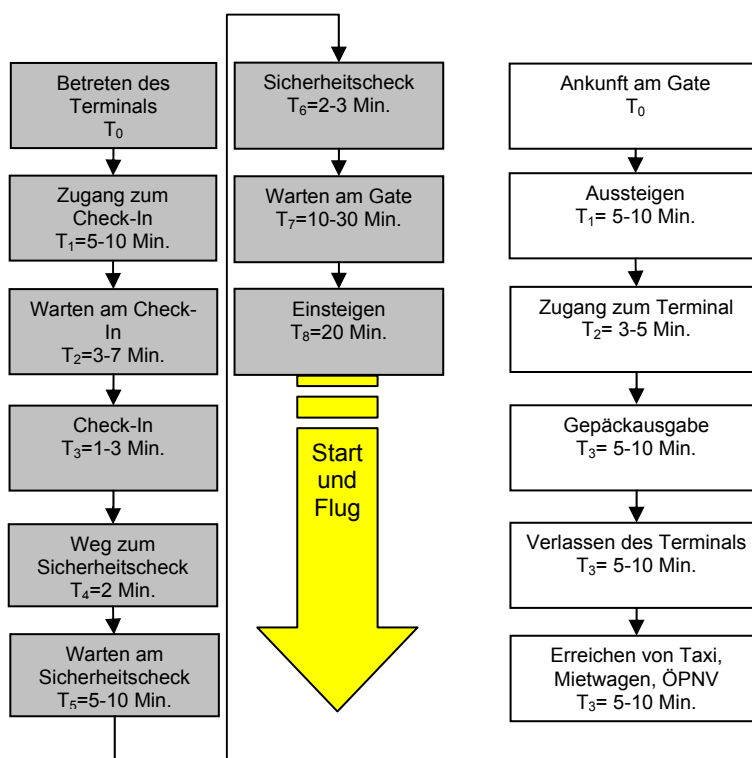 Betreten des
Terminals
T₀
Zugang zum
Check-In
T₁=5-10 Min.
Warten am Check-
In
T₂=3-7 Min.
Check-In
T₃=1-3 Min.
Weg zum
Sicherheitscheck
T₄=2 Min.
Warten am
Sicherheitscheck
T₅=5-10 Min.
Sicherheitscheck
T₆=2-3 Min.
Warten am Gate
T₇=10-30 Min.
Einsteigen
T₈=20 Min.
Start
und
Flug
Ankunft am Gate
T₀
Aussteigen
T₁= 5-10 Min.
Zugang zum Terminal
T₂= 3-5 Min.
Gepäckausgabe
T₃= 5-10 Min.
Verlassen des Terminals
T₃= 5-10 Min.
Erreichen von Taxi,
Mietwagen, ÖPNV
T₃= 5-10 Min.